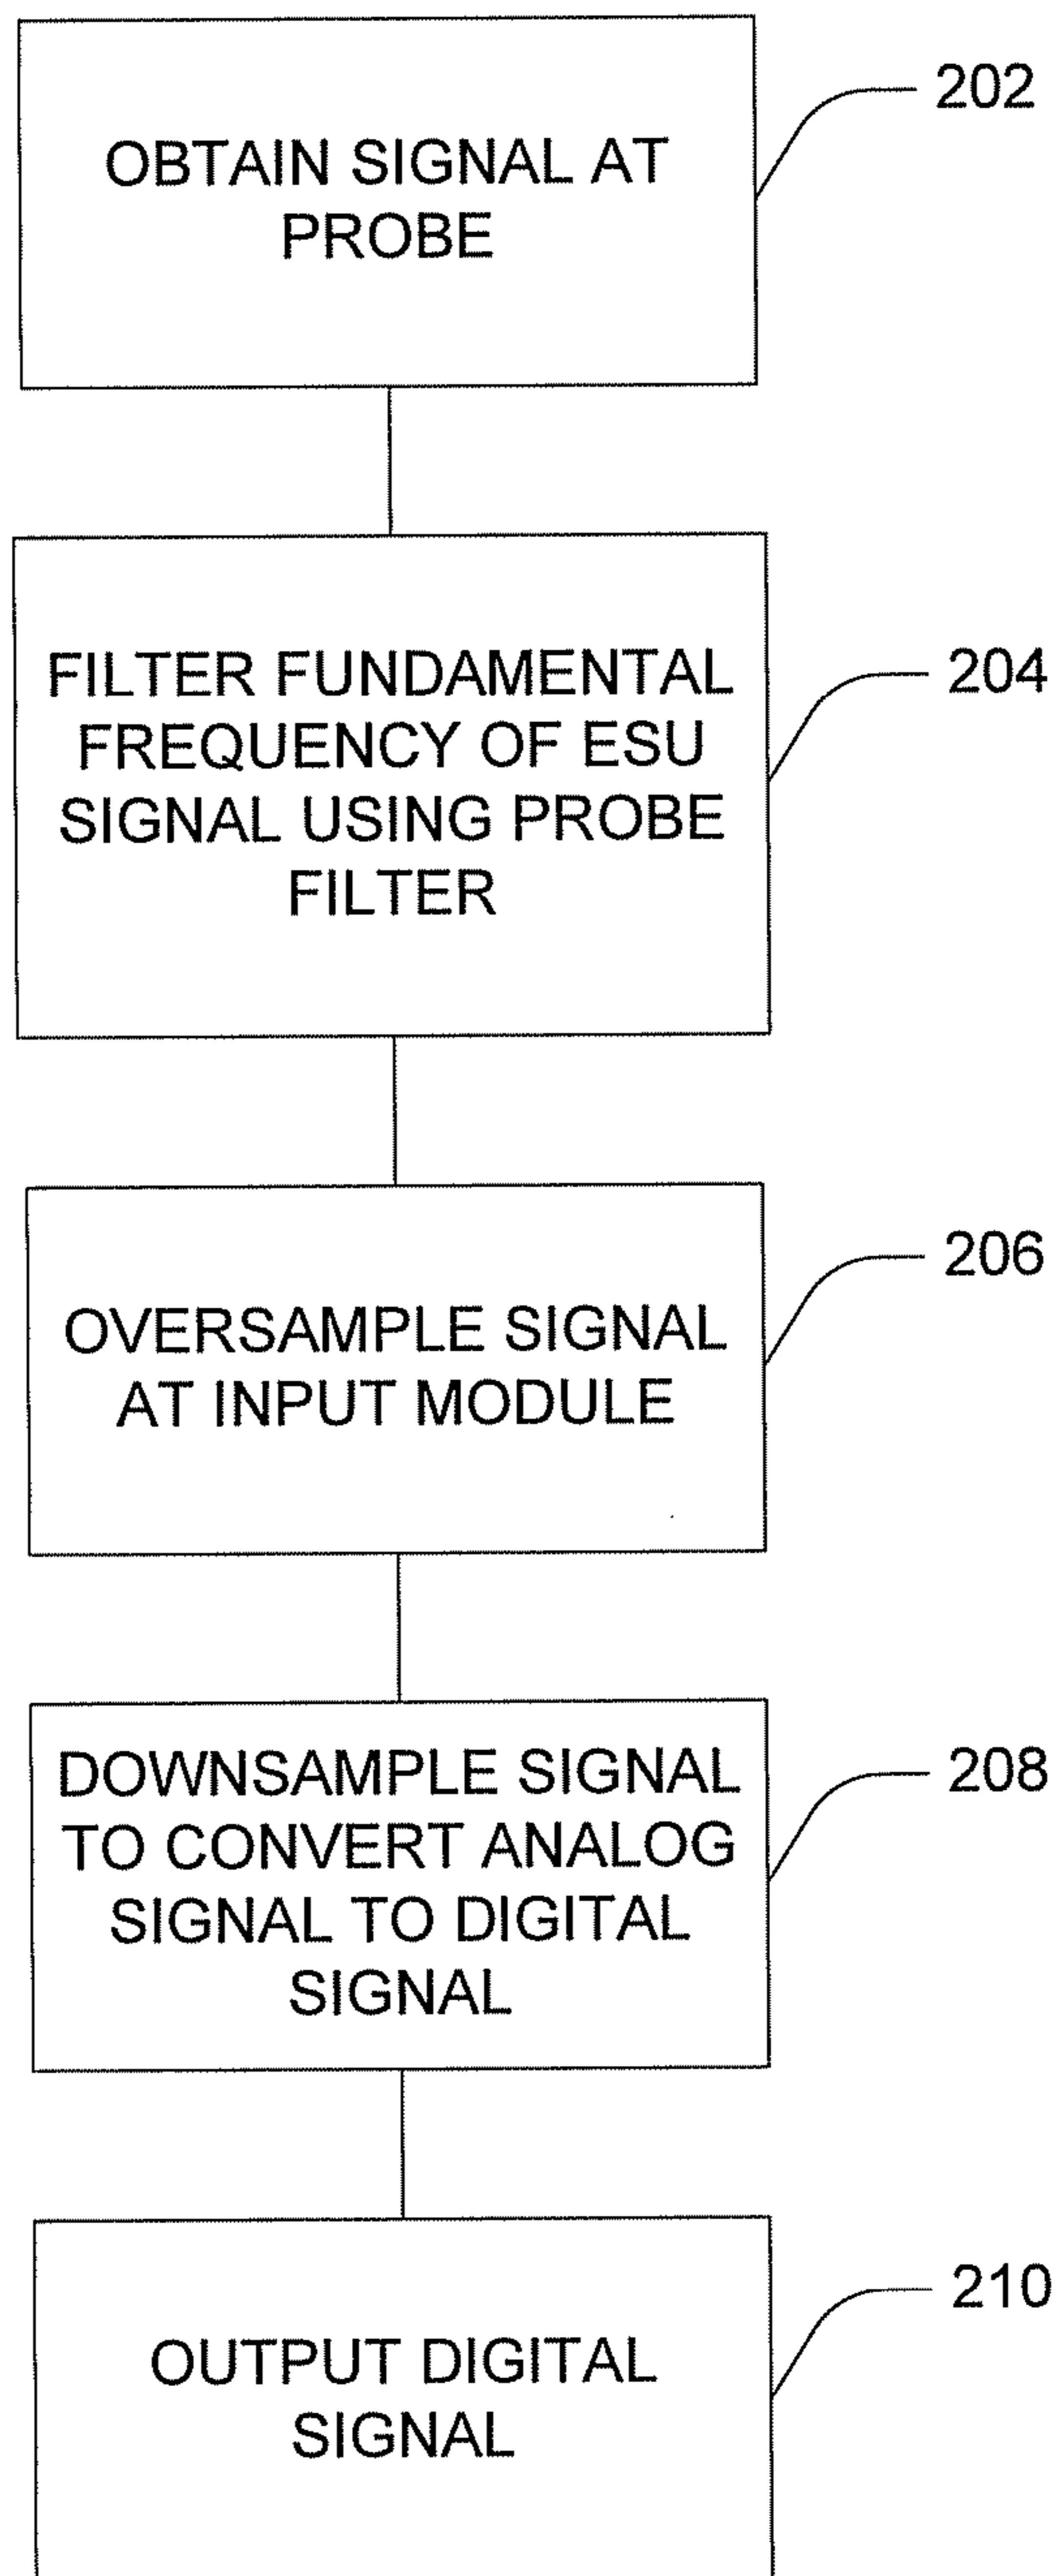 OBTAIN SIGNAL AT
PROBE
202
FILTER FUNDAMENTAL
FREQUENCY OF ESU
SIGNAL USING PROBE
FILTER
204
OVERSAMPLE SIGNAL
AT INPUT MODULE
206
DOWNSAMPLE SIGNAL
TO CONVERT ANALOG
SIGNAL TO DIGITAL
SIGNAL
208
OUTPUT DIGITAL
SIGNAL
210